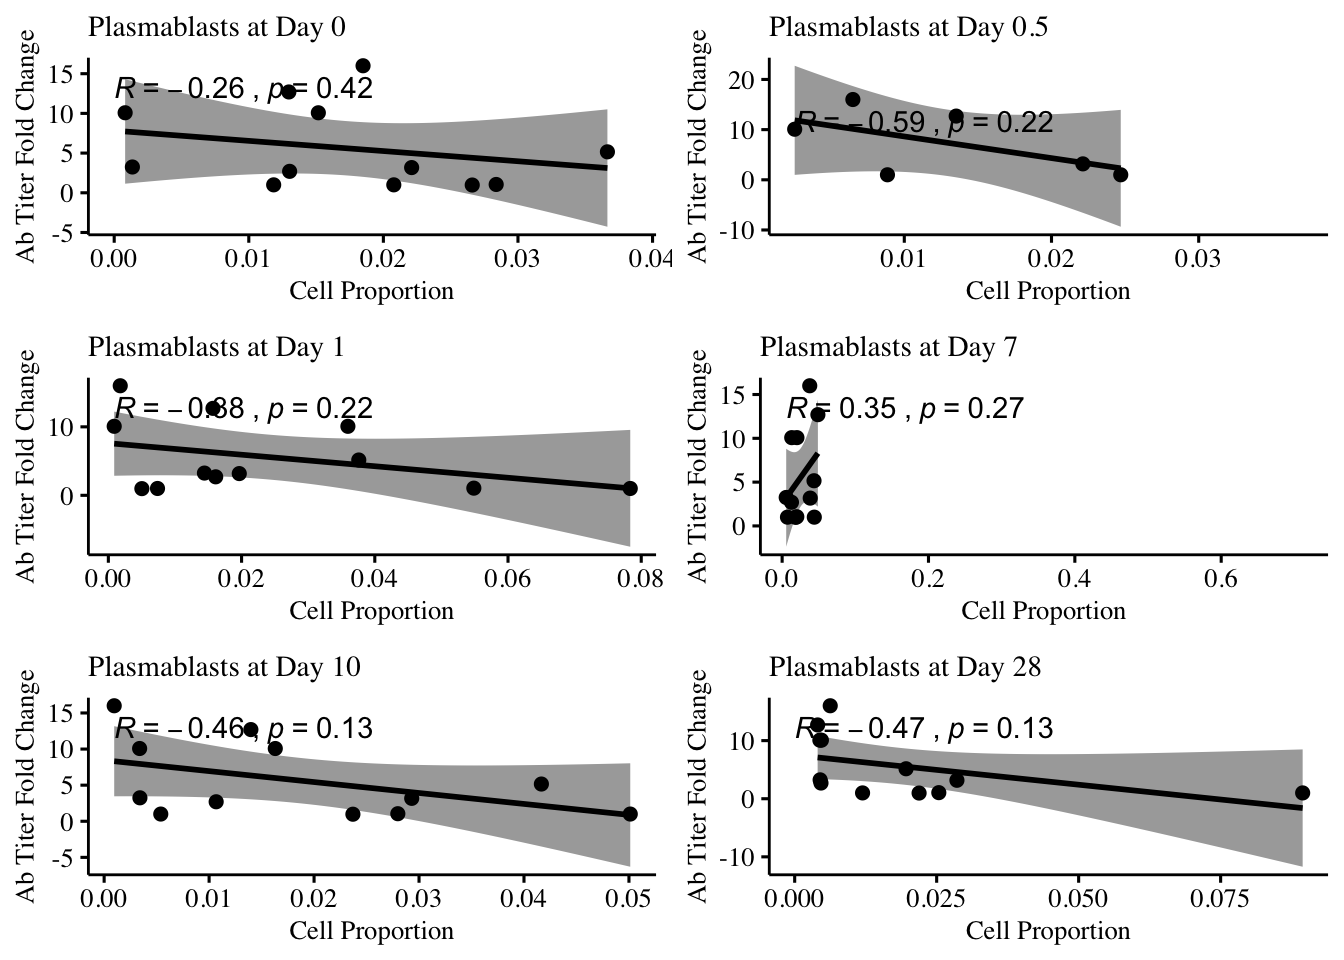 Plasmablasts at Day 0
Ab Titer Fold Change
15
10
5
0
-5
R = −0.26 , p = 0.42
0.00 0.01 0.02 0.03 0.04
Cell Proportion
Plasmablasts at Day 0.5
Ab Titer Fold Change
20
10
0
-10
R = −0.59 , p = 0.22
0.01 0.02 0.03
Cell Proportion
Plasmablasts at Day 1
Ab Titer Fold Change
10
0
R = −0.38 , p = 0.22
0.00 0.02 0.04 0.06 0.08
Cell Proportion
Plasmablasts at Day 7
Ab Titer Fold Change
15
10
5
0
R = 0.35 , p = 0.27
0.0 0.2 0.4 0.6
Cell Proportion
Plasmablasts at Day 10
Ab Titer Fold Change
15
10
5
0
-5
R = −0.46 , p = 0.13
0.00 0.01 0.02 0.03 0.04 0.05
Cell Proportion
Plasmablasts at Day 28
Ab Titer Fold Change
10
0
-10
R = −0.47 , p = 0.13
0.000 0.025 0.050 0.075
Cell Proportion